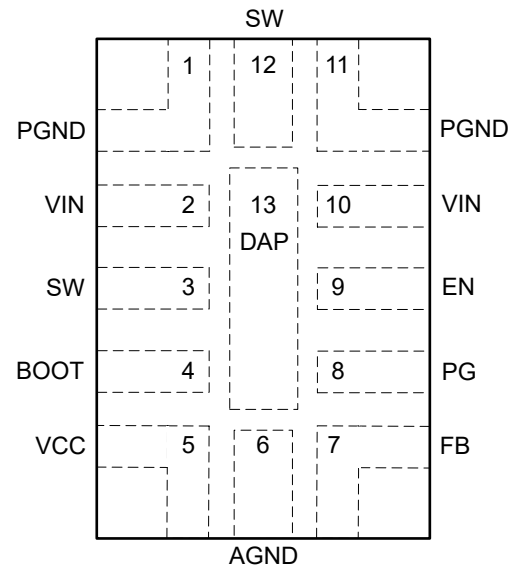 SW
1 12 11
PGND PGND
VIN 2 13 10 VIN
DAP
SW 3 9 EN
BOOT 4 8 PG
VCC 5 6 7 FB
AGND